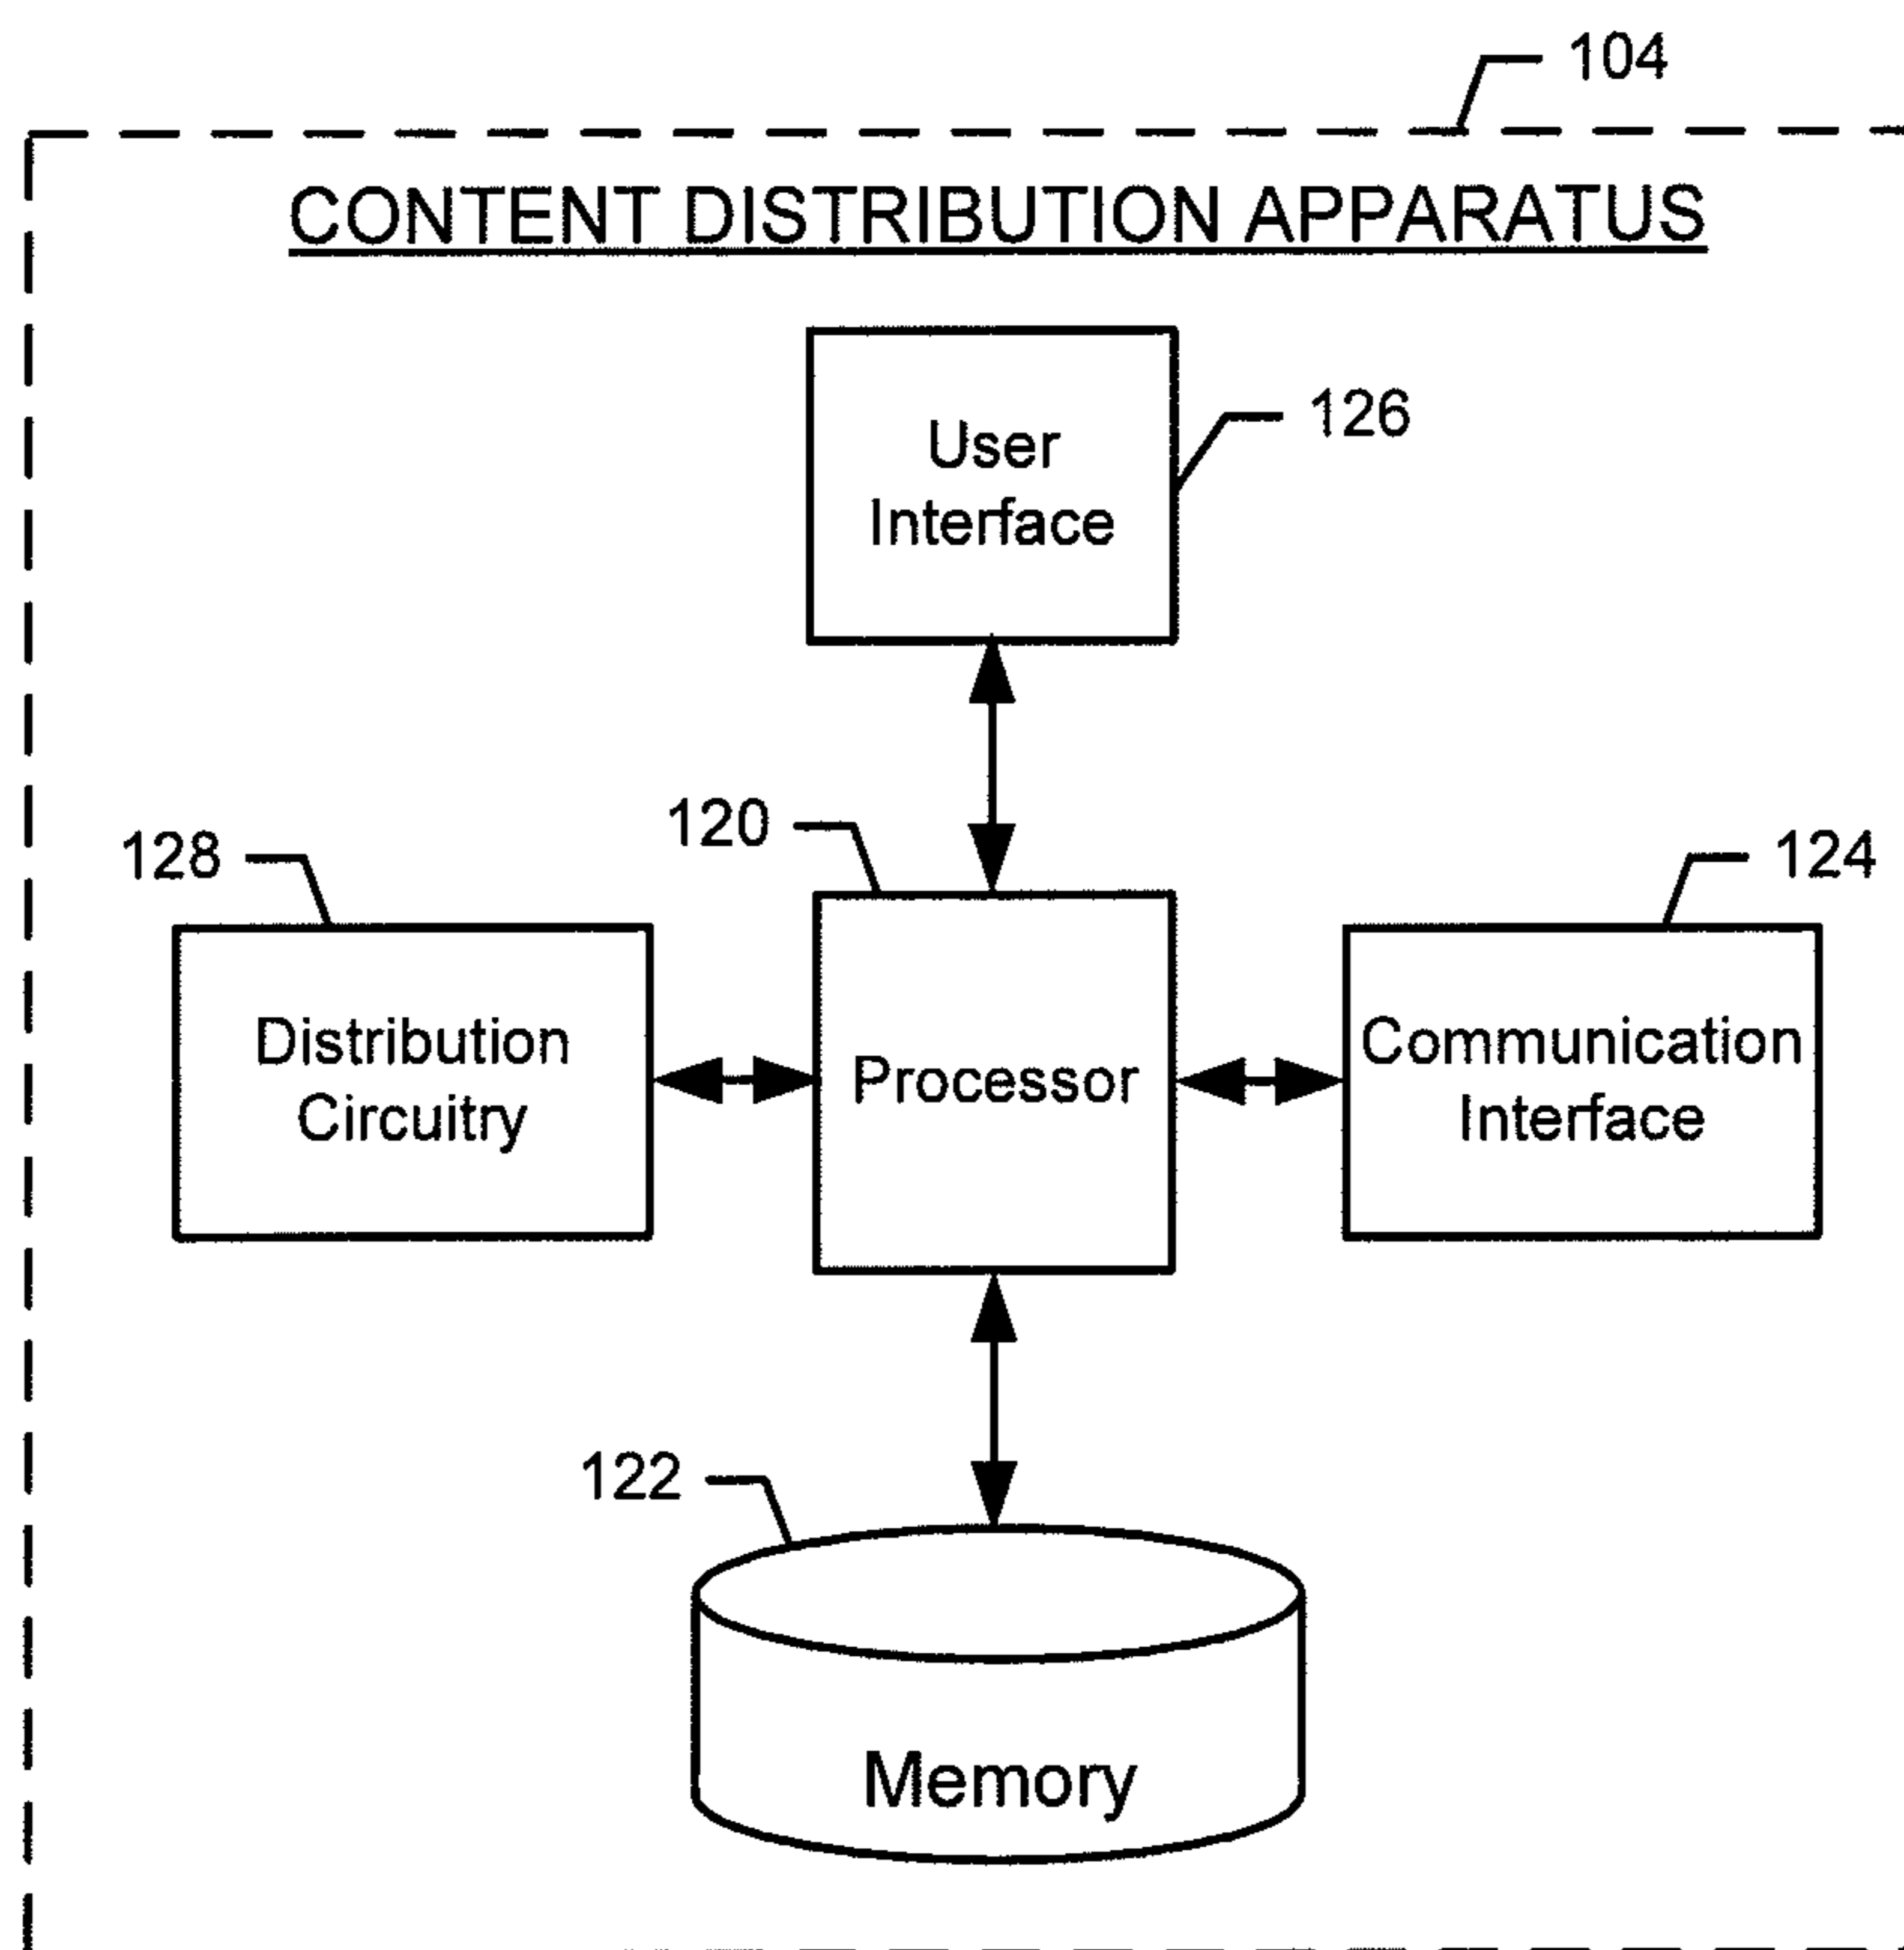 104
CONTENT DISTRIBUTION APPARATUS
User
Interface
126
120
128
124
Distribution
Circuitry
Processor
Communication
Interface
122
Memory